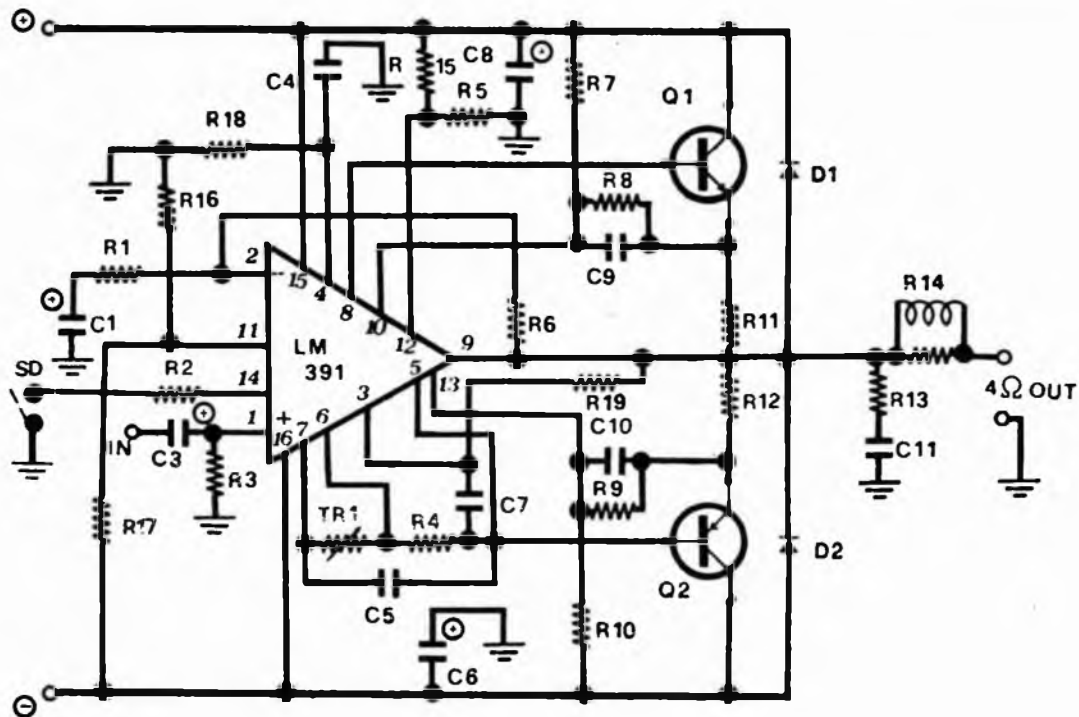 +
C4
R
15
C8
+
R5
R7
Q1
R18
R16
R8
D1
C9
R1
+
C1
2
-
15
4
8
10
12
R6
R11
R14
11
LM
391
9
R2
SD
14
5
13
3
R19
R12
4Ω OUT
R13
+
1
+
16
7
6
C10
IN
C3
R3
C11
R9
C7
R17
TR1
R4
D2
Q2
C5
R10
+
C6
-